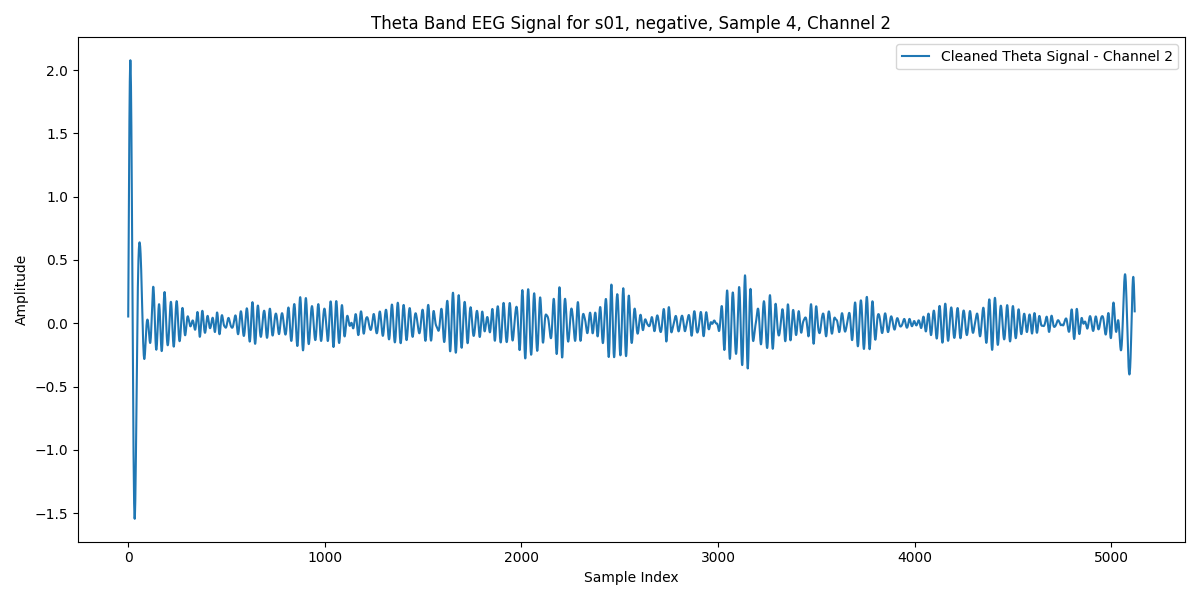 Theta Band EEG Signal for s01, negative, Sample 4, Channel 2
Cleaned Theta Signal - Channel 2
Amplitude
2.0
1.5
1.0
0.5
0.0
−0.5
−1.0
−1.5
0 1000 2000 3000 4000 5000
Sample Index